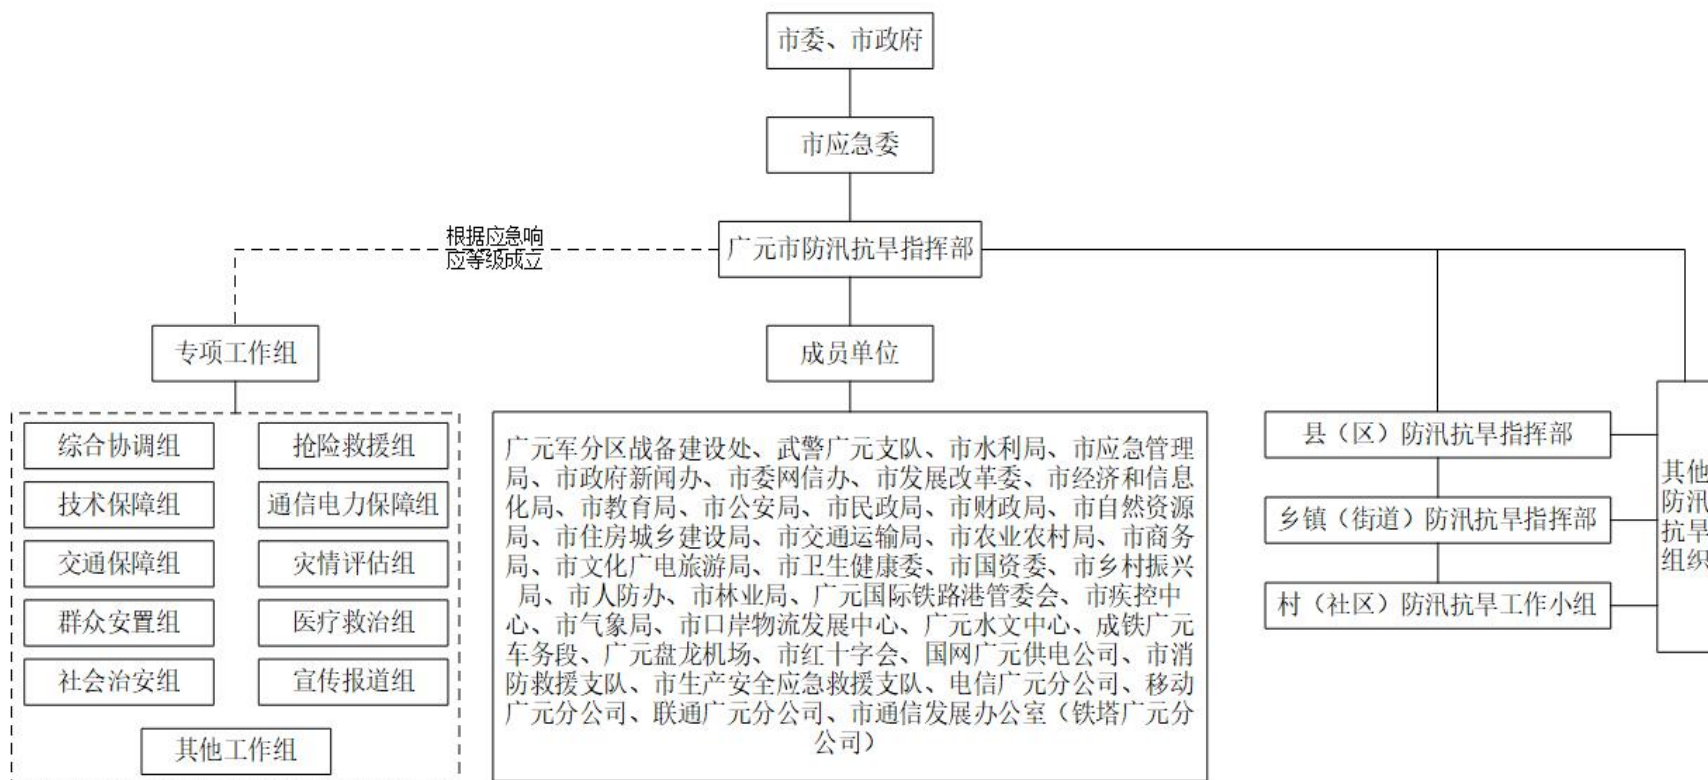 市委、市政府
市应急委
根据应急响
应等级成立
广元市防汛抗旱指挥部
专项工作组
成员单位
综合协调组
抢险救援组
技术保障组
通信电力保障组
交通保障组
灾情评估组
群众安置组
医疗救治组
社会治安组
宣传报道组
其他工作组
广元军分区战备建设处、武警广元支队、市水利局、市应急管理
局、市政府新闻办、市委网信办、市发展改革委、市经济和信息
化局、市教育局、市公安局、市民政局、市财政局、市自然资源
局、市住房城乡建设局、市交通运输局、市农业农村局、市商务
局、市文化广电旅游局、市卫生健康委、市国资委、市乡村振兴
局、市人防办、市林业局、广元国际铁路港管委会、市疾控中
心、市气象局、市口岸物流发展中心、广元水文中心、成铁广元
车务段、广元盘龙机场、市红十字会、国网广元供电公司、市消
防救援支队、市生产安全应急救援支队、电信广元分公司、移动
广元分公司、联通广元分公司、市通信发展办公室（铁塔广元分
公司）
县（区）防汛抗旱指挥部
乡镇（街道）防汛抗旱指挥部
村（社区）防汛抗旱工作小组
其他
防汛
抗旱
组织